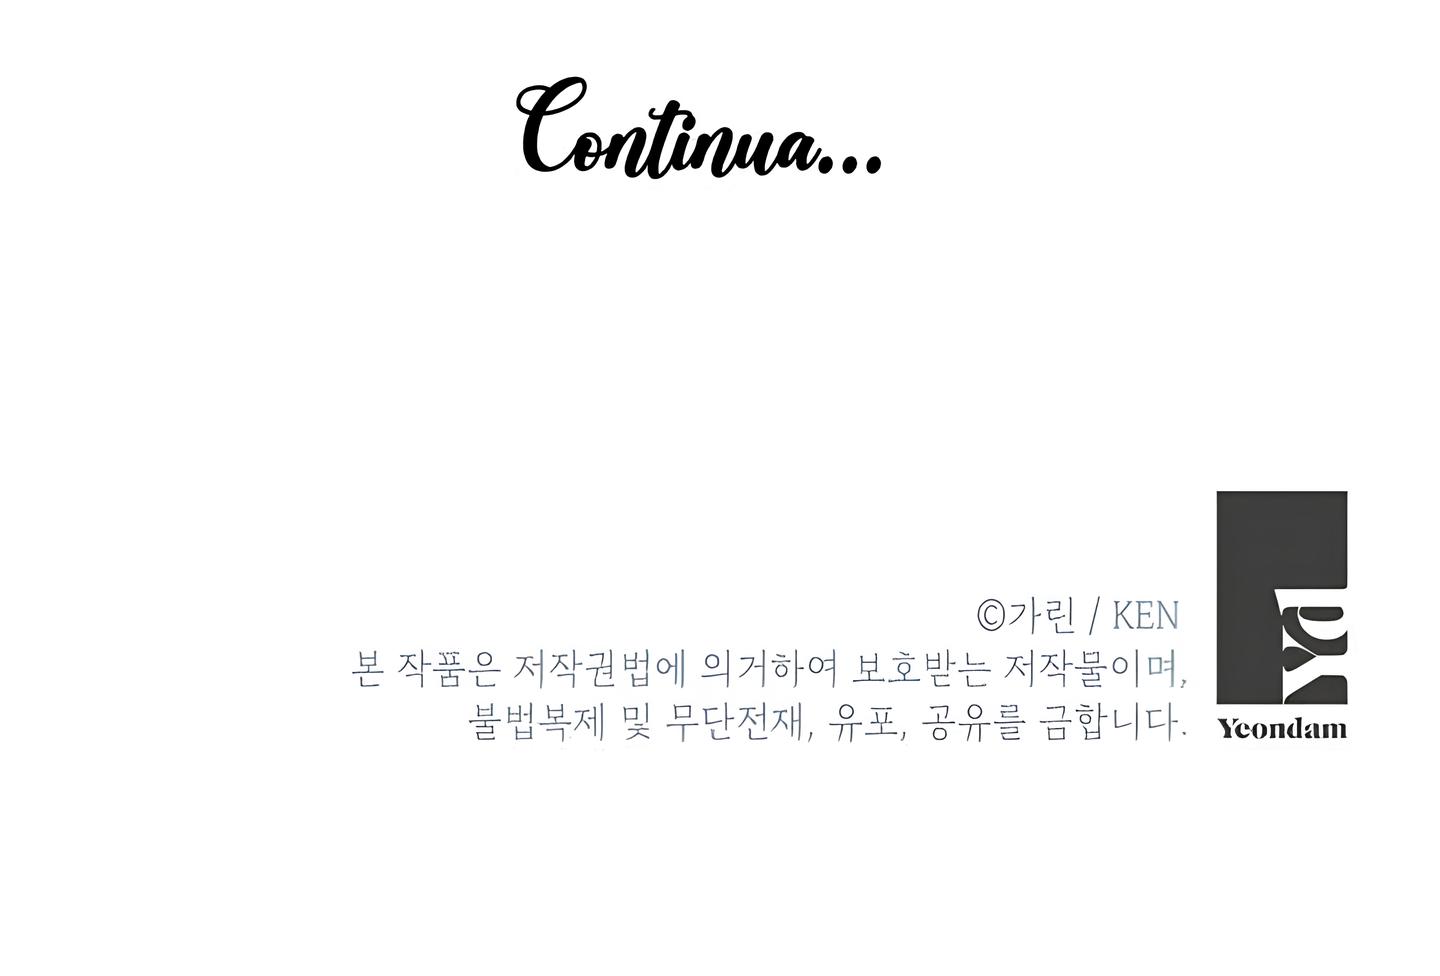 Continua...
©가린 / KEN
본 작품은 저작권법에 의거하여 보호받는 저작물이며,
불법복제 및 무단전재, 유포, 공유를 금합니다.
Yd
Yeondam